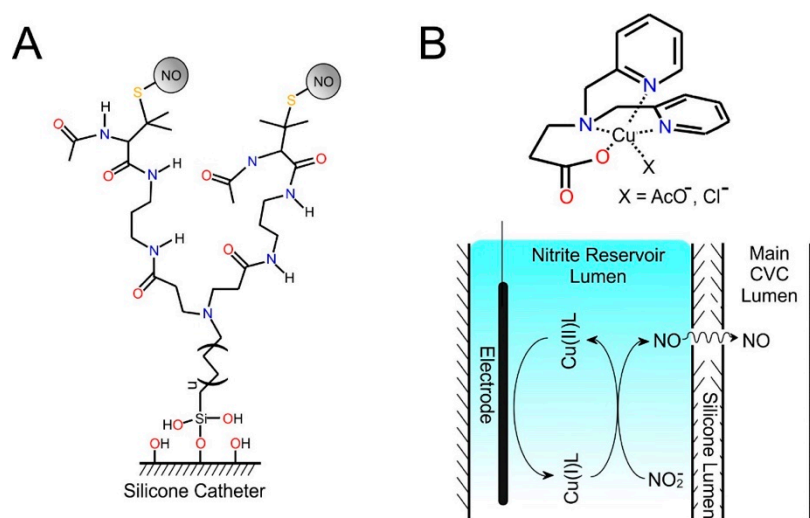 A
NO
NO
S
S
H
O
N
O
N
H
O
N
O
N
H
N
H
O
O
N
H
N
n
HO
Si
OH
OH
O
OH
Silicone Catheter
B
N
N
N
Cu
O
X
O
X = AcO⁻, Cl⁻
Nitrite Reservoir
Lumen
Main
CVC
Lumen
Electrode
Cu(II)L
NO
NO
Cu(I)L
NO₂⁻
Silicone Lumen